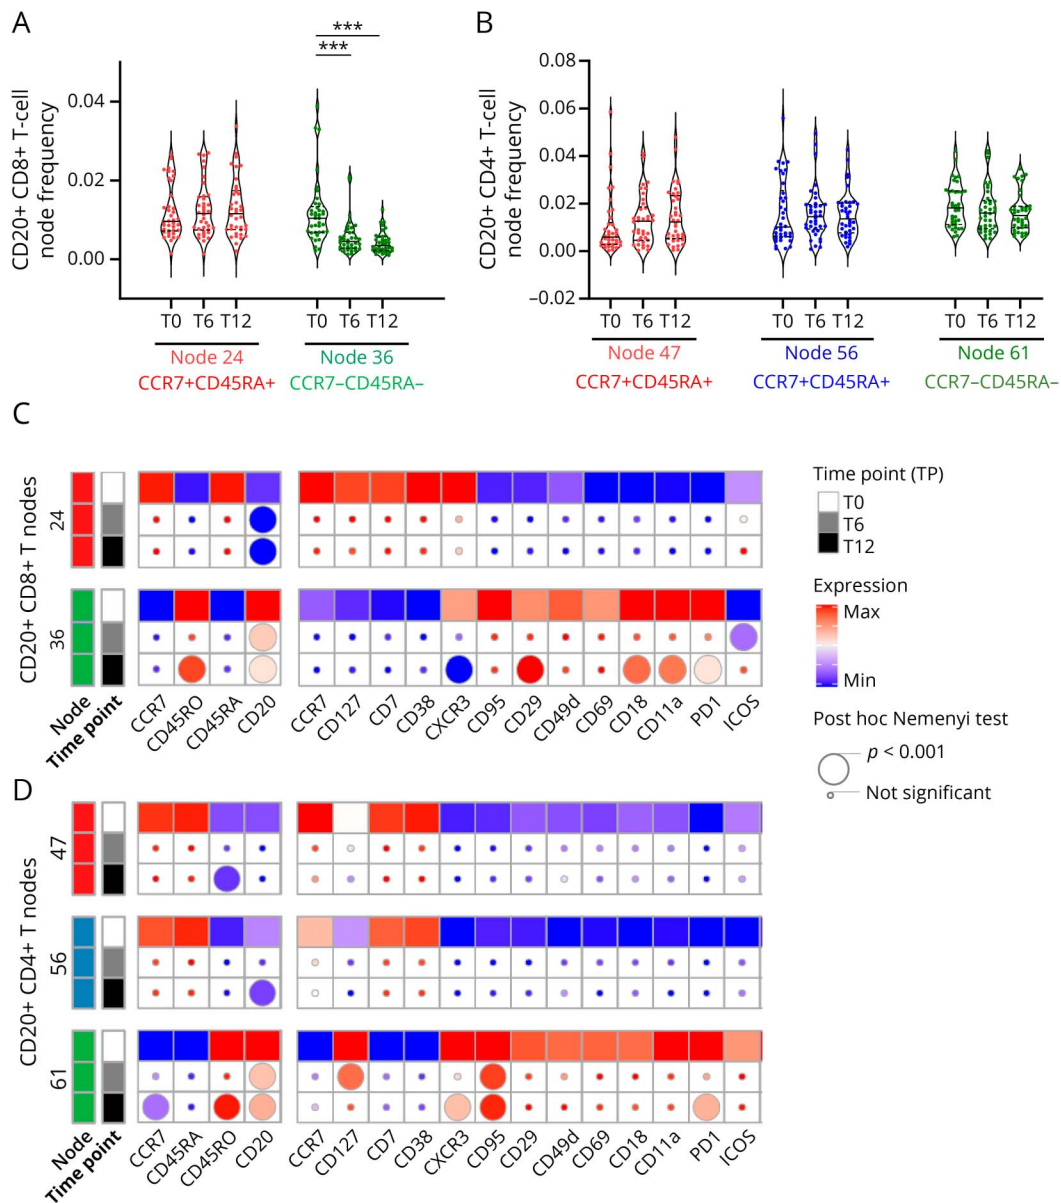 A
B
***
***
CD20+ CD8+ T-cell
node frequency
0.04
0.02
0.00
T0 T6 T12
T0 T6 T12
Node 24
CCR7+CD45RA+
Node 36
CCR7–CD45RA–
CD20+ CD4+ T-cell
node frequency
0.08
0.06
0.04
0.02
0.00
–0.02
T0 T6 T12
T0 T6 T12
T0 T6 T12
Node 47
CCR7+CD45RA+
Node 56
CCR7+CD45RA+
Node 61
CCR7–CD45RA–
C
CD20+ CD8+ T nodes
24
36
Node
Time point
CCR7
CD45RO
CD45RA
CD20
CCR7
CD127
CD7
CD38
CXCR3
CD95
CD29
CD49d
CD69
CD18
CD11a
PD1
ICOS
Time point (TP)
T0
T6
T12
Expression
Max
Min
Post hoc Nemenyi test
p < 0.001
Not significant
D
CD20+ CD4+ T nodes
47
56
61
Node
Time point
CCR7
CD45RA
CD45RO
CD20
CCR7
CD127
CD7
CD38
CXCR3
CD95
CD29
CD49d
CD69
CD18
CD11a
PD1
ICOS